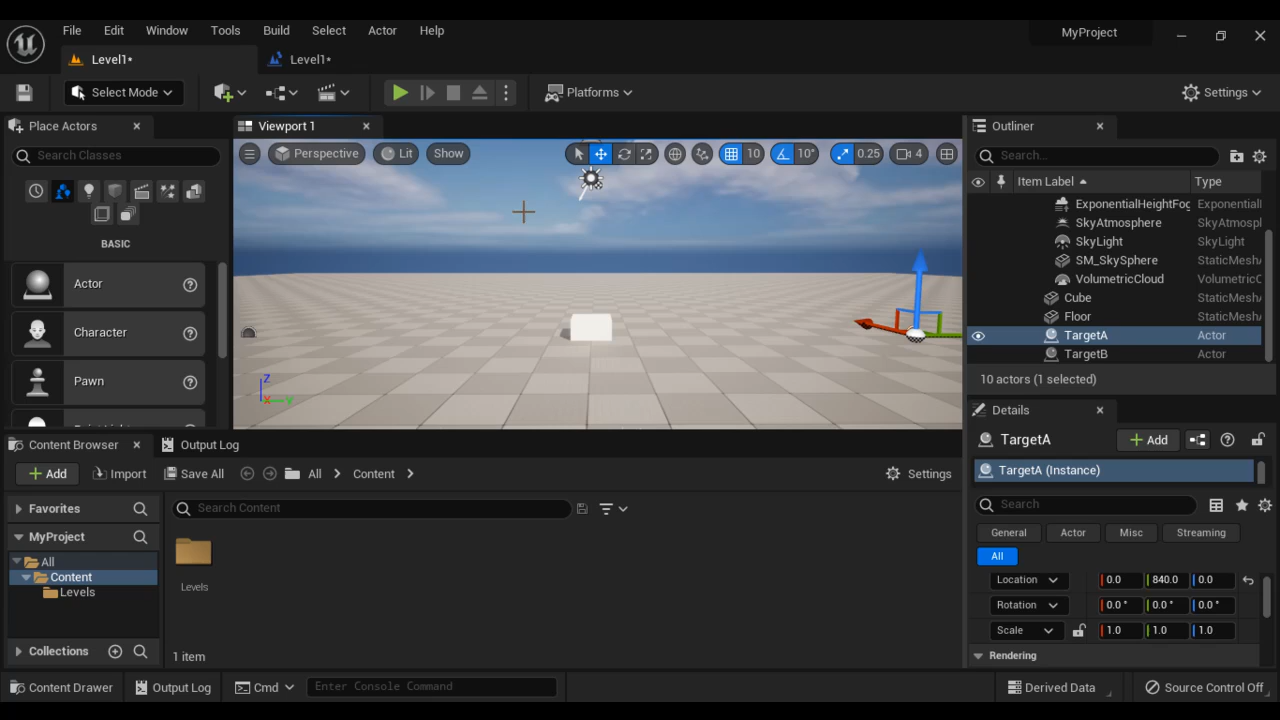 File Edit Window Tools Build Select Actor Help
MyProject
Level1*
Level1*
Select Mode
Platforms
Settings
Place Actors
Viewport 1
Outliner
Search Classes
Perspective
Lit
Show
10
10°
0.25
4
Search...
Item Label
Type
ExponentialHeightFog
Exponential
SkyAtmosphere
SkyAtmospl
SkyLight
SkyLight
SM_SkySphere
StaticMesh
VolumetricCloud
VolumetricC
Cube
StaticMesh
Floor
StaticMesh
TargetA
Actor
TargetB
Actor
10 actors (1 selected)
BASIC
Actor
Character
Pawn
Z
X
Y
Details
TargetA
Add
TargetA (Instance)
Search
General
Actor
Misc
Streaming
All
Location
0.0
840.0
0.0
Rotation
0.0 °
0.0 °
0.0 °
Scale
1.0
1.0
1.0
Rendering
Content Browser
Output Log
Add
Import
Save All
All
Content
Settings
Favorites
MyProject
All
Content
Levels
Collections
Search Content
Levels
1 item
Content Drawer
Output Log
Cmd
Enter Console Command
Derived Data
Source Control Off